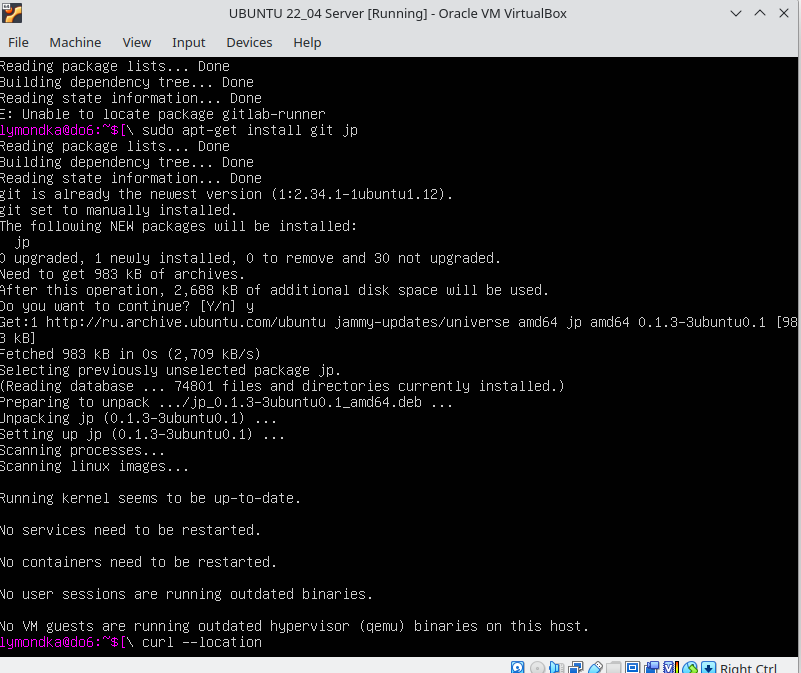 UBUNTU 22_04 Server [Running] - Oracle VM VirtualBox
File Machine View Input Devices Help
Reading package lists... Done
Building dependency tree... Done
Reading state information... Done
E: Unable to locate package gitlab-runner
lymondka@do6:~$[\ sudo apt-get install git jp
Reading package lists... Done
Building dependency tree... Done
Reading state information... Done
git is already the newest version (1:2.34.1-1ubuntu1.12).
git set to manually installed.
The following NEW packages will be installed:
  jp
0 upgraded, 1 newly installed, 0 to remove and 30 not upgraded.
Need to get 983 kB of archives.
After this operation, 2,688 kB of additional disk space will be used.
Do you want to continue? [Y/n] y
Get:1 http://ru.archive.ubuntu.com/ubuntu jammy-updates/universe amd64 jp amd64 0.1.3-3ubuntu0.1 [98
3 kB]
Fetched 983 kB in 0s (2,709 kB/s)
Selecting previously unselected package jp.
(Reading database ... 74801 files and directories currently installed.)
Preparing to unpack .../jp_0.1.3-3ubuntu0.1_amd64.deb ...
Unpacking jp (0.1.3-3ubuntu0.1) ...
Setting up jp (0.1.3-3ubuntu0.1) ...
Scanning processes...
Scanning linux images...
Running kernel seems to be up-to-date.
No services need to be restarted.
No containers need to be restarted.
No user sessions are running outdated binaries.
No VM guests are running outdated hypervisor (qemu) binaries on this host.
lymondka@do6:~$[\ curl --location
Right Ctrl